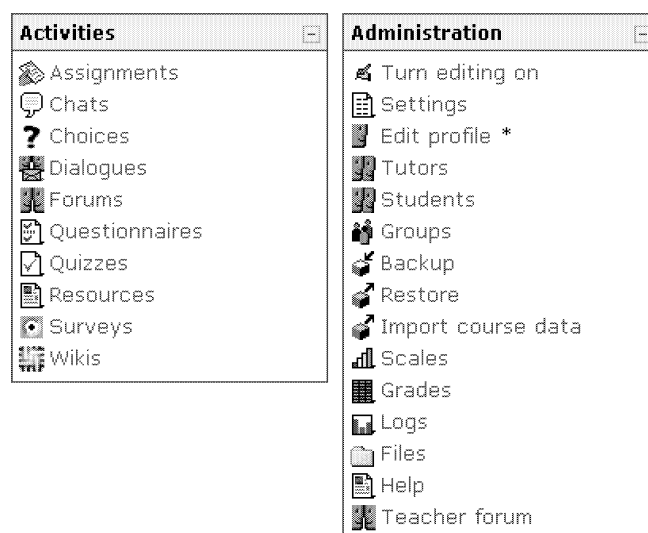 Activities
Assignments
Chats
Choices
Dialogues
Forums
Questionnaires
Quizzes
Resources
Surveys
Wikis
Administration
Turn editing on
Settings
Edit profile *
Tutors
Students
Groups
Backup
Restore
Import course data
Scales
Grades
Logs
Files
Help
Teacher forum